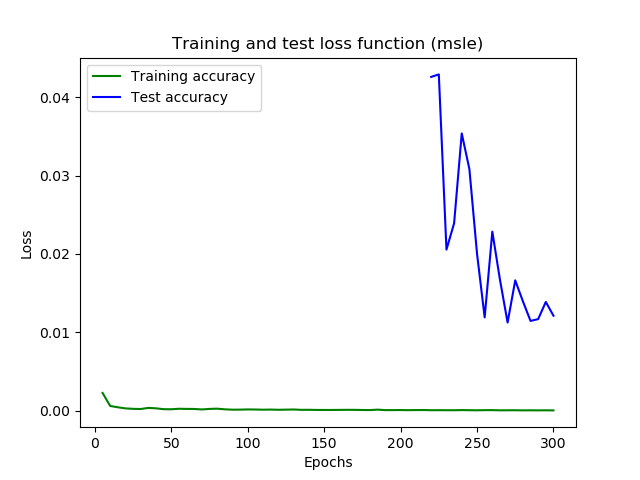 Training and test loss function (msle)
Training accuracy
Test accuracy
0.04
0.03
0.02
0.01
0.00
Loss
0 50 100 150 200 250 300
Epochs